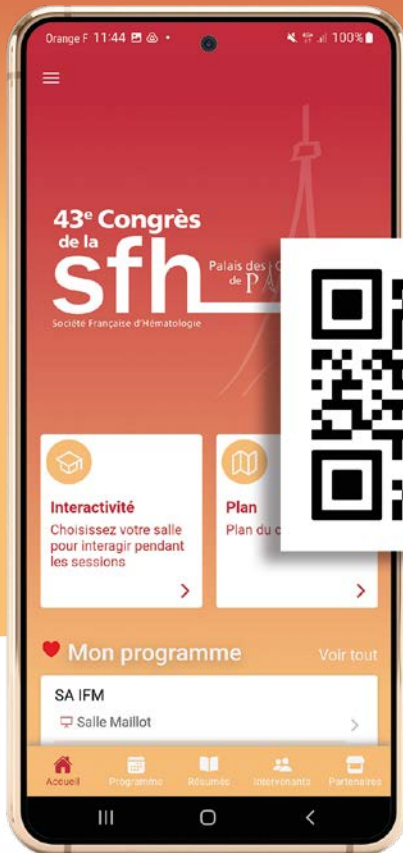 Orange F 11:44
100%
43e Congrès
de la
sfh
Palais des
de PA
Société Française d'Hématologie
Interactivité
Choisissez votre salle
pour interagir pendant
les sessions
Plan
Plan du
Mon programme
Voir tout
SA IFM
Salle Maillot
Accueil
Programme
Résumés
Intervenants
Partenaires